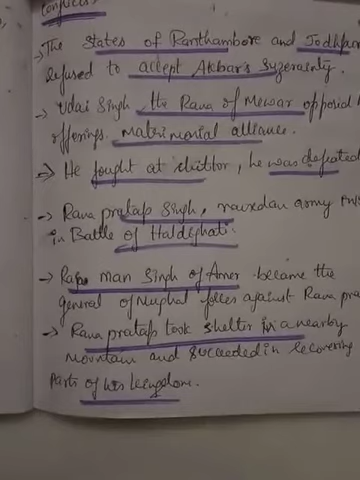 conflicts
→ The States of Ranthambore and Jodhpur
refused to accept Akbar's suzerainty.
→ Udai Singh, the Rana of Mewar opposed
offerings matrimonial alliance.
→ He fought at chittor, he was defeated
→ Rana pratap Singh, army
in Battle of Haldighati.
→ Raja man Singh of Amer became the
general of Mughal forces against Rana pra
→ Rana pratap took shelter in a nearby
mountain and succeeded in recovering
parts of his kingdom.